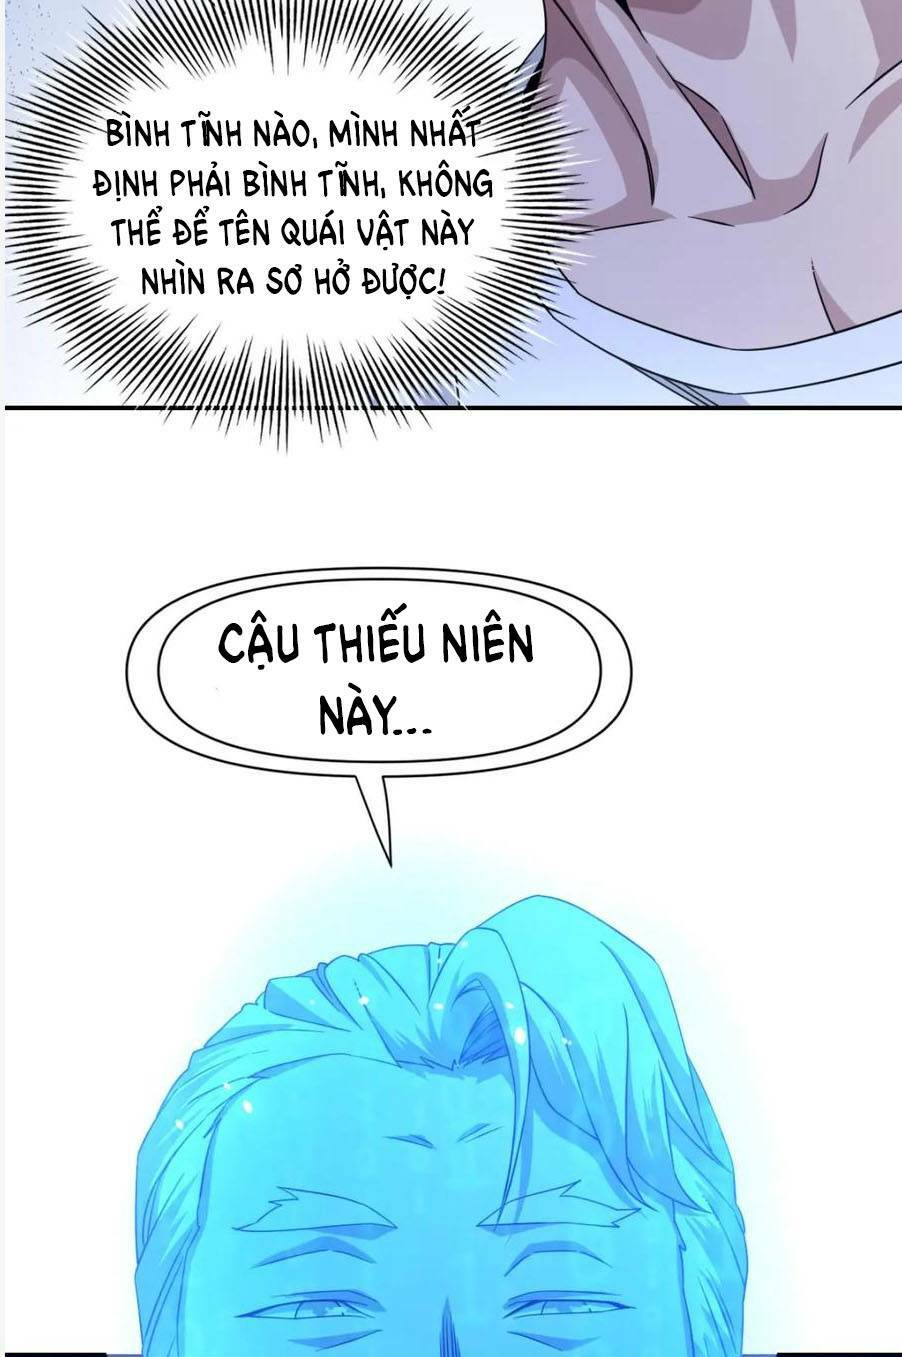 BÌNH TĨNH NÀO, MÌNH NHẤT
ĐỊNH PHẢI BÌNH TĨNH, KHÔNG
THỂ ĐỂ TÊN QUÁI VẬT NÀY
NHÌN RA SƠ HỞ ĐƯỢC!
CẬU THIẾU NIÊN
NÀY...